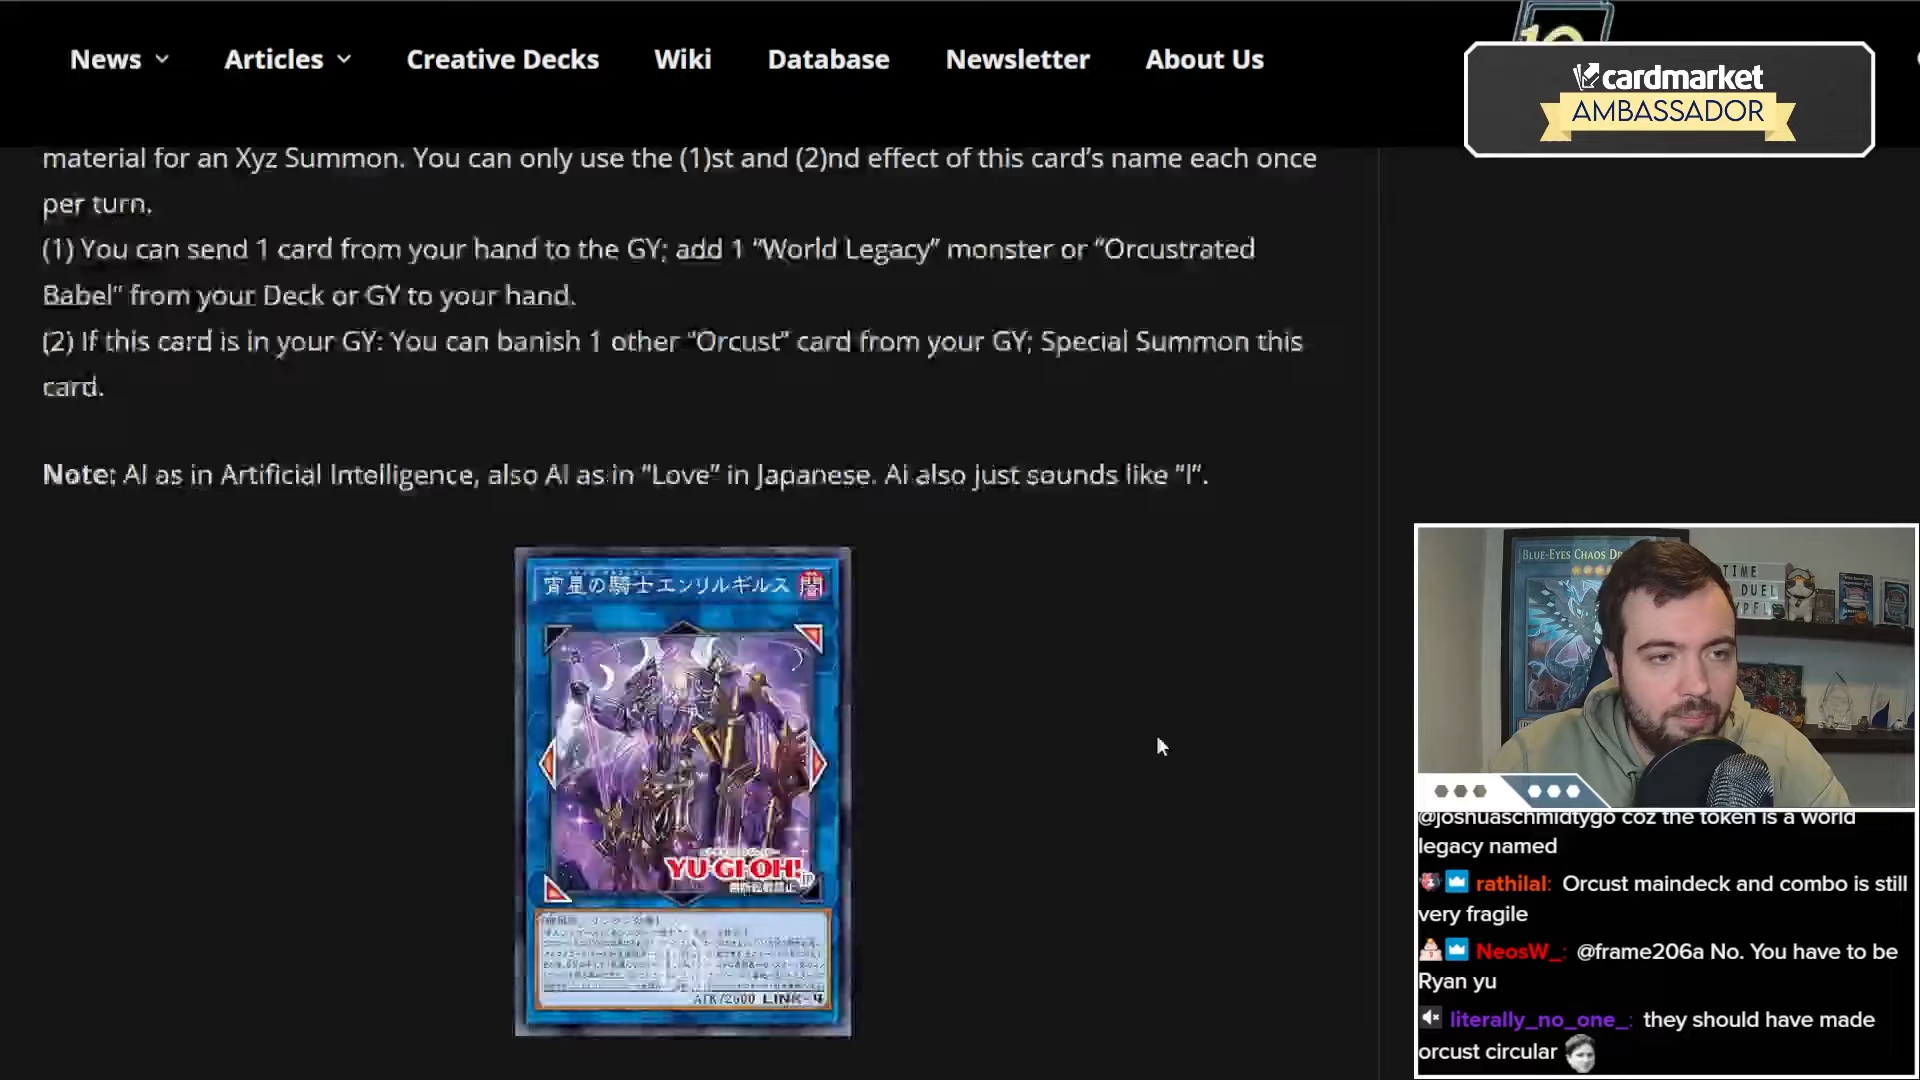 News
Articles
Creative Decks
Wiki
Database
Newsletter
About Us
cardmarket
AMBASSADOR
material for an Xyz Summon. You can only use the (1)st and (2)nd effect of this card’s name each once
per turn.
(1) You can send 1 card from your hand to the GY; add 1 “World Legacy” monster or “Orcustrated
Babel” from your Deck or GY to your hand.
(2) If this card is in your GY: You can banish 1 other “Orcust” card from your GY; Special Summon this
card.
Note: AI as in Artificial Intelligence, also AI as in “Love” in Japanese. Ai also just sounds like “I”.
宵星の騎士エンリルギルス
闇
YU-GI-OH!
ATK/2600 LINK-4
BLUE-EYES CHAOS
TIME
DUEL
@joshuaschmidtygo coz the token is a world
legacy named
rathilal: Orcust maindeck and combo is still
very fragile
NeosW_: @frame206a No. You have to be
Ryan yu
literally_no_one_: they should have made
orcust circular